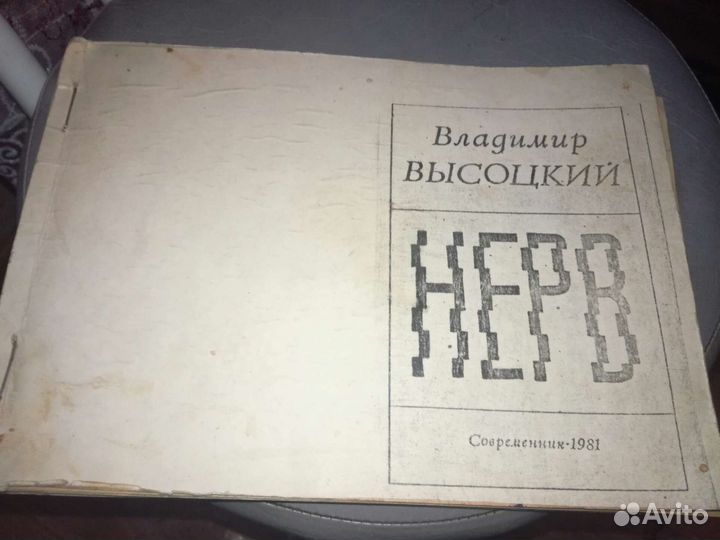 Владимир
ВЫСОЦКИЙ
НЕРВ
Современник·1981
Avito